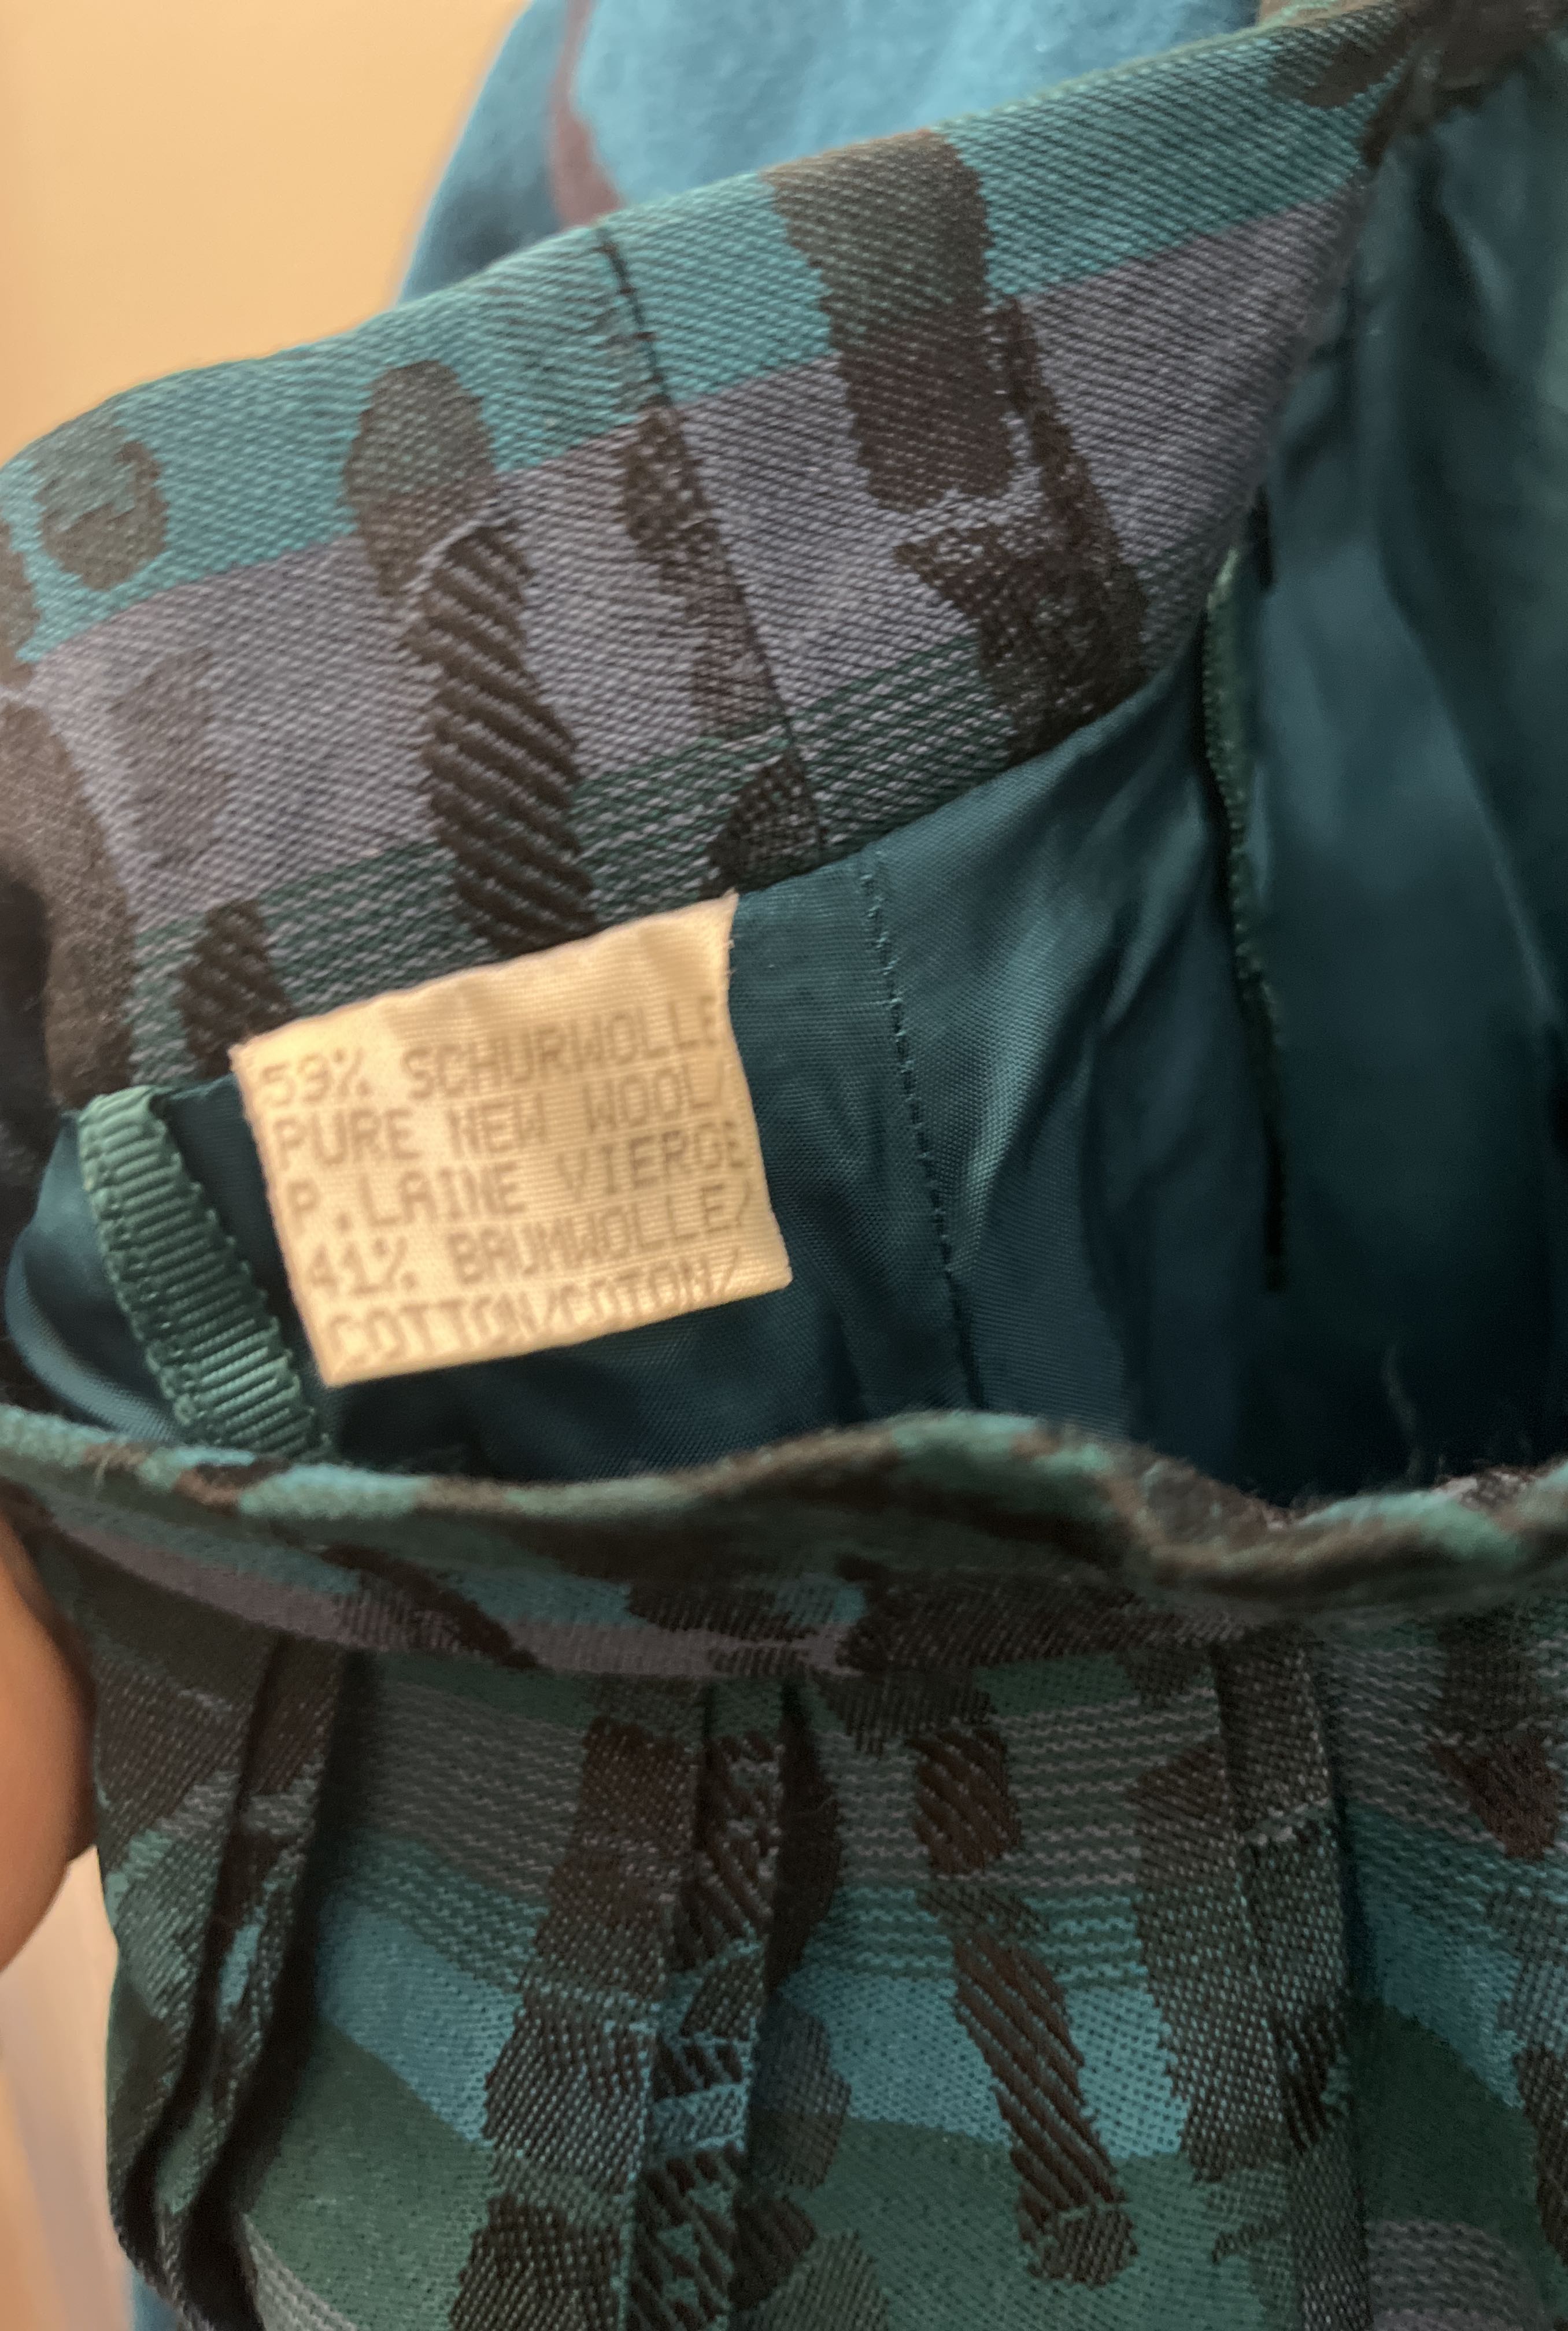 59% SCHURWOLLE
PURE NEW WOOL/
P.LAINE VIERGE
41% BAUMWOLLE/
COTTON/COTON/